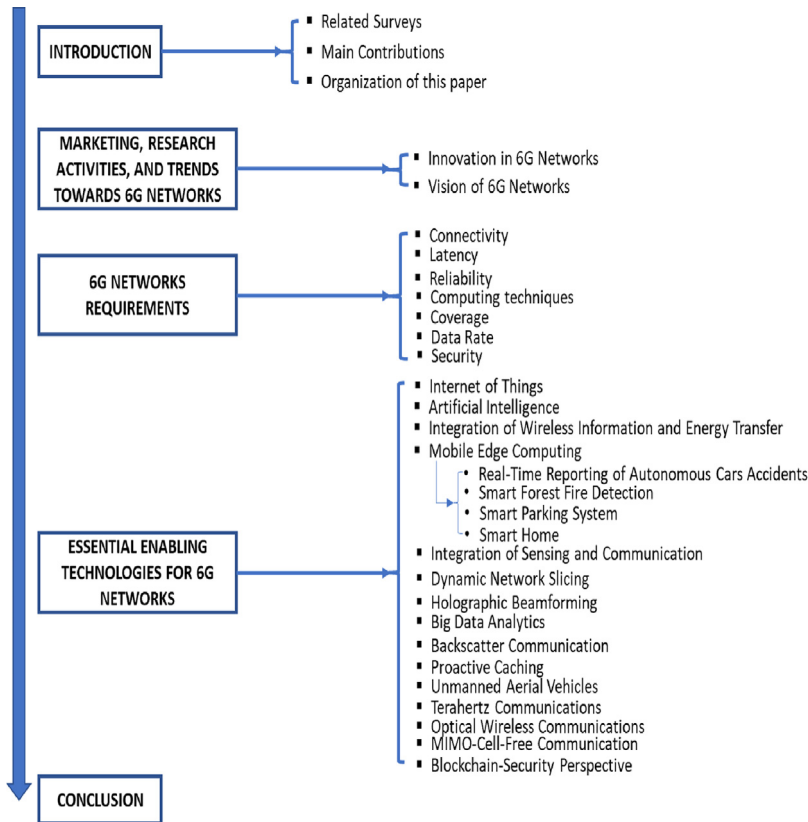 INTRODUCTION
Related Surveys
Main Contributions
Organization of this paper
MARKETING, RESEARCH
ACTIVITIES, AND TRENDS
TOWARDS 6G NETWORKS
Innovation in 6G Networks
Vision of 6G Networks
6G NETWORKS
REQUIREMENTS
Connectivity
Latency
Reliability
Computing techniques
Coverage
Data Rate
Security
ESSENTIAL ENABLING
TECHNOLOGIES FOR 6G
NETWORKS
Internet of Things
Artificial Intelligence
Integration of Wireless Information and Energy Transfer
Mobile Edge Computing
Real-Time Reporting of Autonomous Cars Accidents
Smart Forest Fire Detection
Smart Parking System
Smart Home
Integration of Sensing and Communication
Dynamic Network Slicing
Holographic Beamforming
Big Data Analytics
Backscatter Communication
Proactive Caching
Unmanned Aerial Vehicles
Terahertz Communications
Optical Wireless Communications
MIMO-Cell-Free Communication
Blockchain-Security Perspective
CONCLUSION